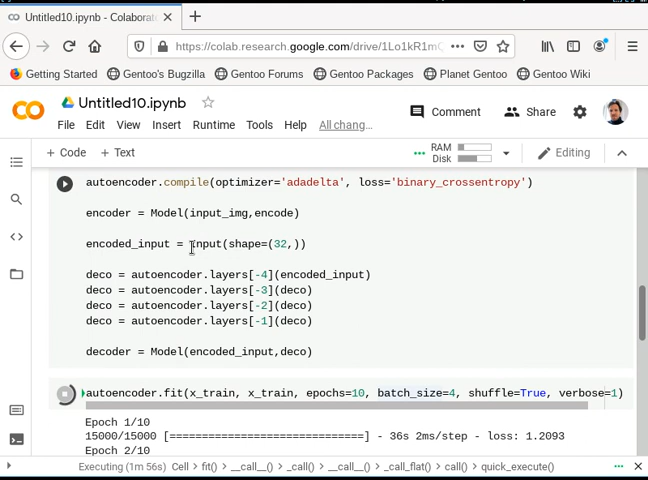 Untitled10.ipynb - Colaborat
https://colab.research.google.com/drive/1Lo1kR1mC
Getting Started Gentoo's Bugzilla Gentoo Forums Gentoo Packages Planet Gentoo Gentoo Wiki
CO Untitled10.ipynb
Comment Share
File Edit View Insert Runtime Tools Help All chang…
+ Code + Text
RAM
Disk
Editing
autoencoder.compile(optimizer='adadelta', loss='binary_crossentropy')
encoder = Model(input_img,encode)
encoded_input = Input(shape=(32,))
deco = autoencoder.layers[-4](encoded_input)
deco = autoencoder.layers[-3](deco)
deco = autoencoder.layers[-2](deco)
deco = autoencoder.layers[-1](deco)
decoder = Model(encoded_input,deco)
autoencoder.fit(x_train, x_train, epochs=10, batch_size=4, shuffle=True, verbose=1)
Epoch 1/10
15000/15000 [==============================] - 36s 2ms/step - loss: 1.2093
Epoch 2/10
Executing (1m 56s) Cell > fit() > __call__() > _call() > __call__() > _call_flat() > call() > quick_execute()